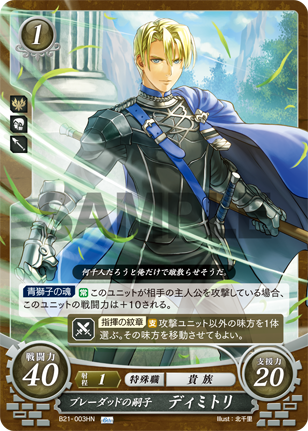 1
SAMPLE
何千人だろうと俺だけで蹴散らせそうだ。
青獅子の魂 常 このユニットが相手の主人公を攻撃している場合、
このユニットの戦闘力は＋10される。
指揮の紋章 支 攻撃ユニット以外の味方を1体
選ぶ。その味方を移動させてもよい。
戦闘力
40
射程 1
特殊職
貴族
支援力
20
ブレーダッドの嗣子 ディミトリ
B21-003HN
Illust：北千里